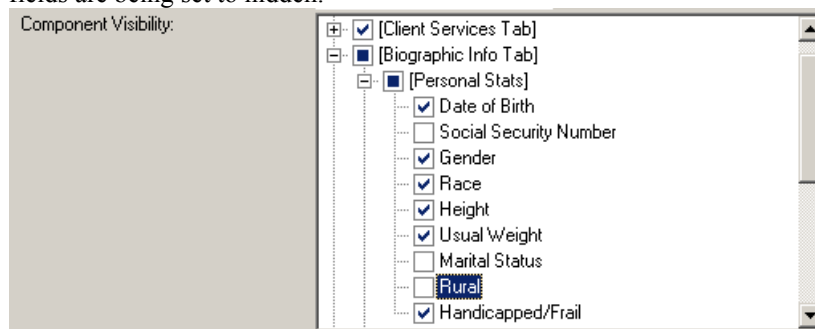 fields are being set to hidden.
Component Visibility:
[Client Services Tab]
[Biographic Info Tab]
[Personal Stats]
Date of Birth
Social Security Number
Gender
Race
Height
Usual Weight
Marital Status
Rural
Handicapped/Frail